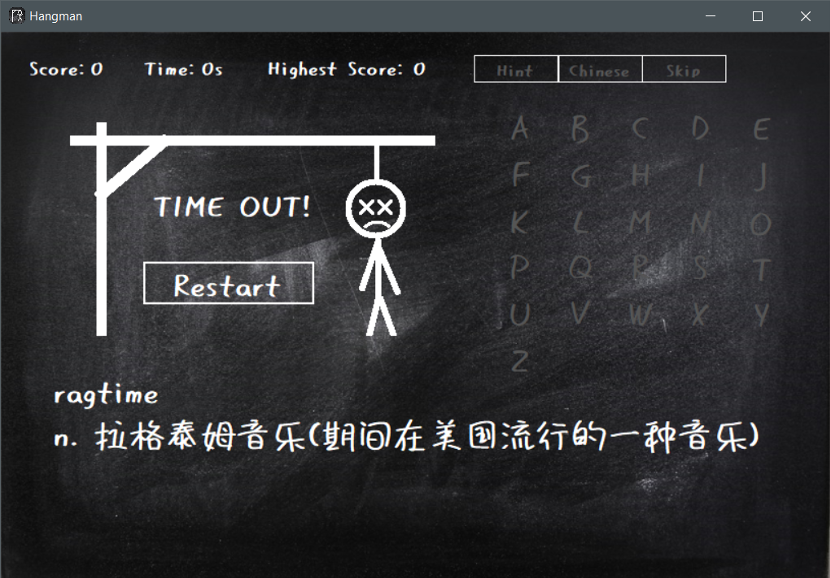 Hangman
Score: 0 Time: 0s Highest Score: 0 Hint Chinese Skip
A B C D E
F G H I J
K L M N O
P Q R S T
U V W X Y
Z
TIME OUT!
Restart
ragtime
n. 拉格泰姆音乐(期间在美国流行的一种音乐)